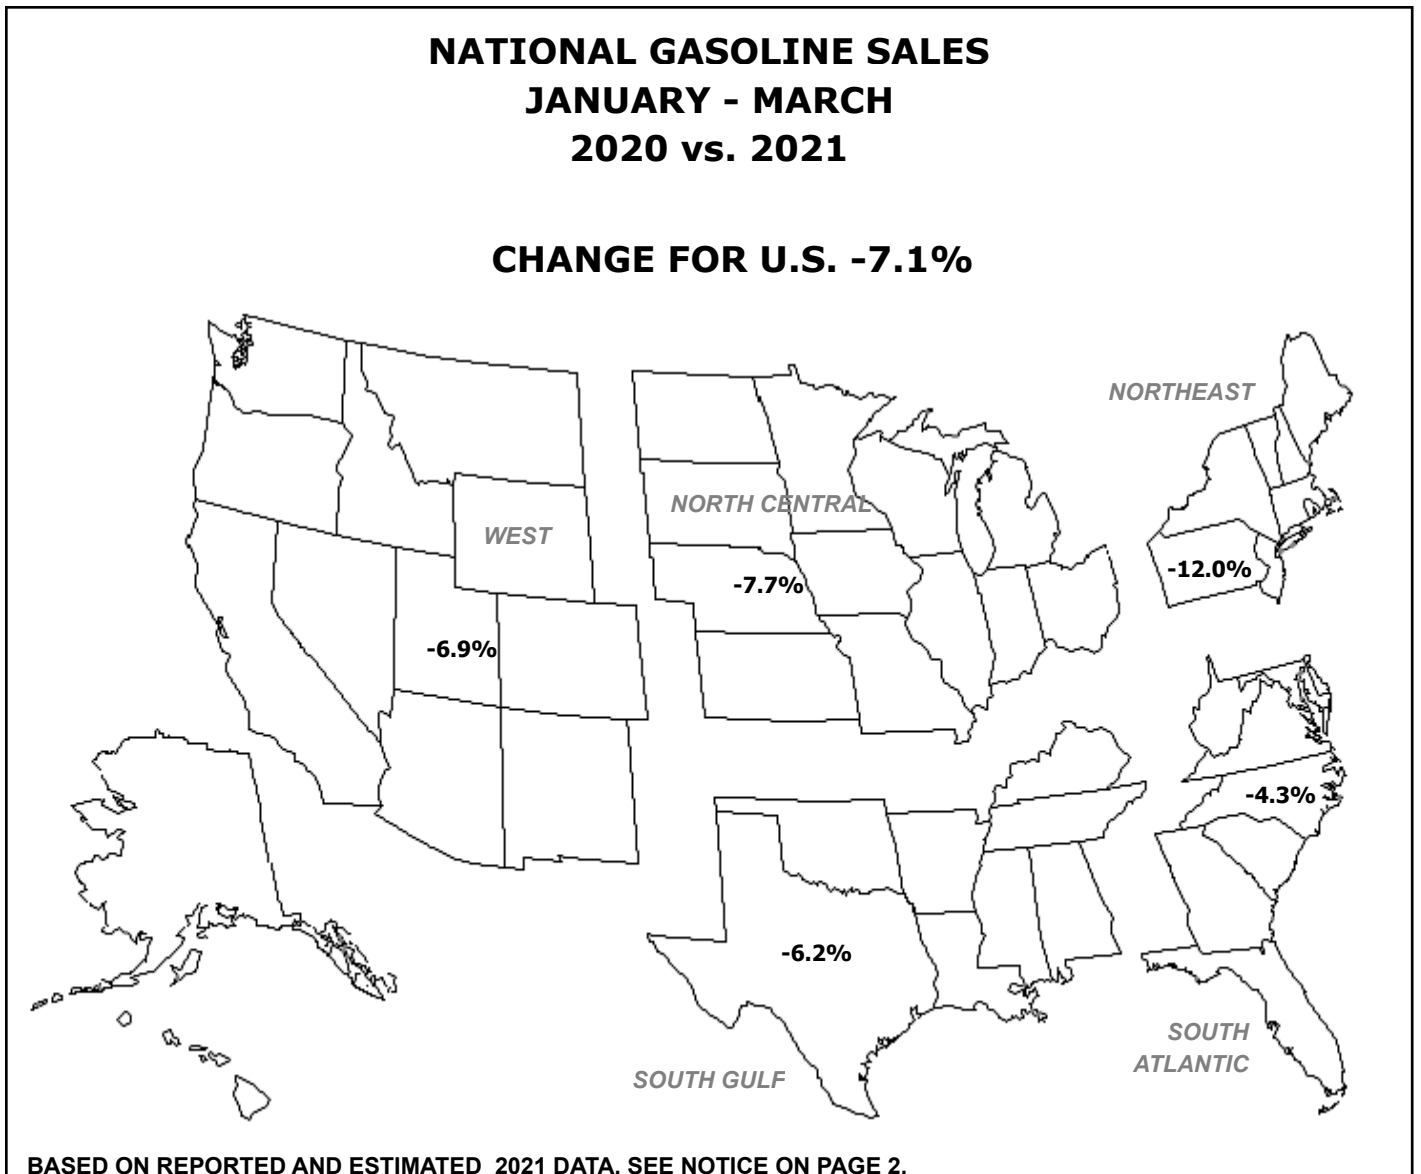 NATIONAL GASOLINE SALES
JANUARY - MARCH
2020 vs. 2021
CHANGE FOR U.S. -7.1%
NORTHEAST
NORTH CENTRAL
WEST
-12.0%
-7.7%
-6.9%
-4.3%
-6.2%
SOUTH
ATLANTIC
SOUTH GULF
BASED ON REPORTED AND ESTIMATED 2021 DATA. SEE NOTICE ON PAGE 2.